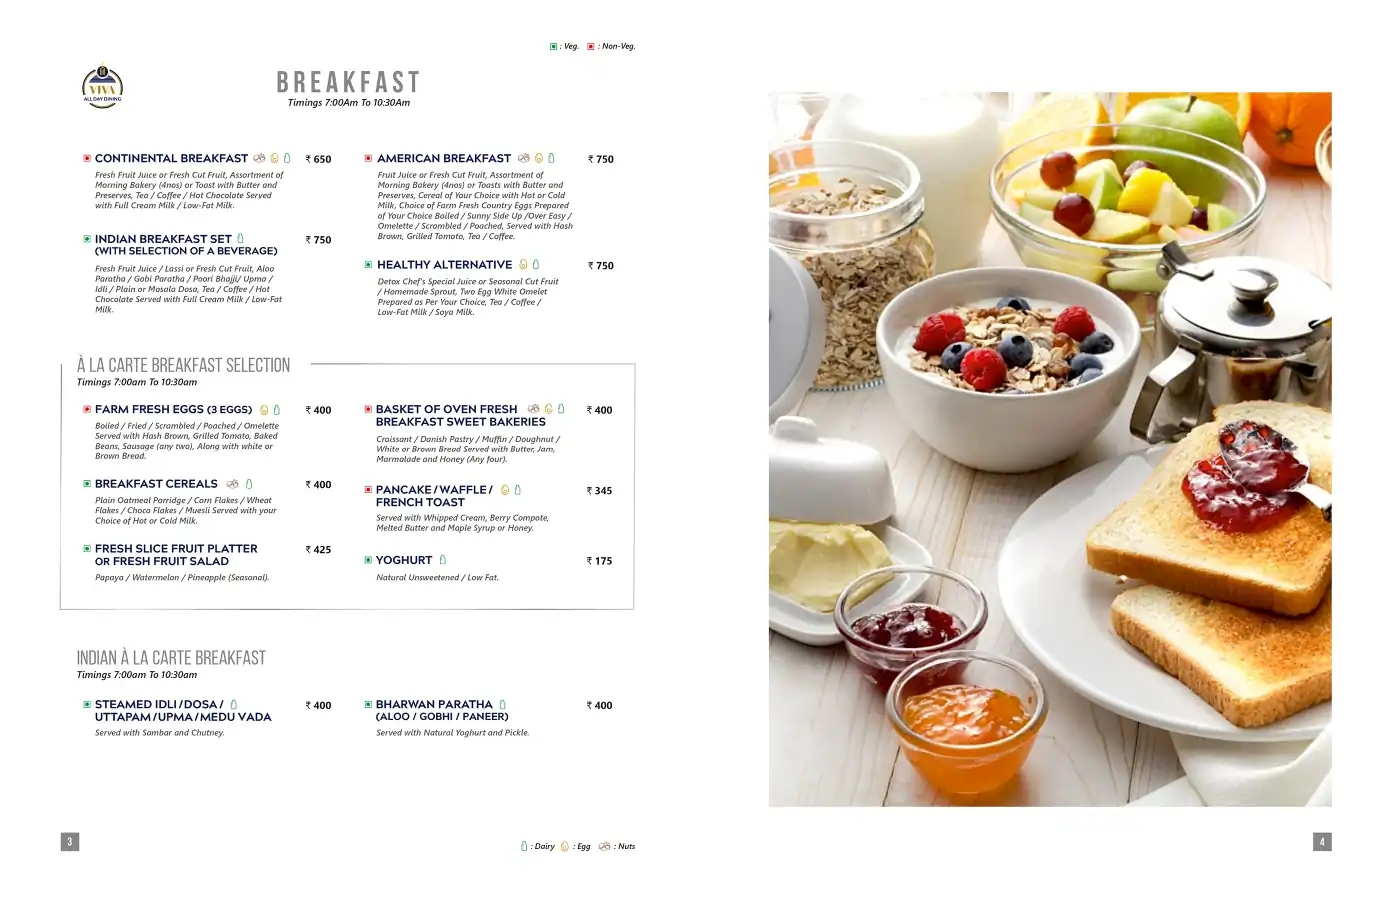 : Veg. : Non-Veg.
VIVA
ALL DAY DINING
BREAKFAST
Timings 7:00Am To 10:30Am
CONTINENTAL BREAKFAST ₹ 650
Fresh Fruit Juice or Fresh Cut Fruit, Assortment of
Morning Bakery (4nos) or Toast with Butter and
Preserves, Tea / Coffee / Hot Chocolate Served
with Full Cream Milk / Low-Fat Milk.
INDIAN BREAKFAST SET ₹ 750
(WITH SELECTION OF A BEVERAGE)
Fresh Fruit Juice / Lassi or Fresh Cut Fruit, Aloo
Paratha / Gobi Paratha / Poori Bhajji/ Upma /
Idli / Plain or Masala Dosa, Tea / Coffee / Hot
Chocolate Served with Full Cream Milk / Low-Fat
Milk.
AMERICAN BREAKFAST ₹ 750
Fruit Juice or Fresh Cut Fruit, Assortment of
Morning Bakery (4nos) or Toasts with Butter and
Preserves, Cereal of Your Choice with Hot or Cold
Milk, Choice of Farm Fresh Country Eggs Prepared
of Your Choice Boiled / Sunny Side Up /Over Easy /
Omelette / Scrambled / Poached, Served with Hash
Brown, Grilled Tomato, Tea / Coffee.
HEALTHY ALTERNATIVE ₹ 750
Detox Chef's Special Juice or Seasonal Cut Fruit
/ Homemade Sprout, Two Egg White Omelet
Prepared as Per Your Choice, Tea / Coffee /
Low-Fat Milk / Soya Milk.
À LA CARTE BREAKFAST SELECTION
Timings 7:00am To 10:30am
FARM FRESH EGGS (3 EGGS) ₹ 400
Boiled / Fried / Scrambled / Poached / Omelette
Served with Hash Brown, Grilled Tomato, Baked
Beans, Sausage (any two), Along with white or
Brown Bread.
BREAKFAST CEREALS ₹ 400
Plain Oatmeal Porridge / Corn Flakes / Wheat
Flakes / Choco Flakes / Muesli Served with your
Choice of Hot or Cold Milk.
FRESH SLICE FRUIT PLATTER ₹ 425
OR FRESH FRUIT SALAD
Papaya / Watermelon / Pineapple (Seasonal).
BASKET OF OVEN FRESH ₹ 400
BREAKFAST SWEET BAKERIES
Croissant / Danish Pastry / Muffin / Doughnut /
White or Brown Bread Served with Butter, Jam,
Marmalade and Honey (Any four).
PANCAKE / WAFFLE / ₹ 345
FRENCH TOAST
Served with Whipped Cream, Berry Compote,
Melted Butter and Maple Syrup or Honey.
YOGHURT ₹ 175
Natural Unsweetened / Low Fat.
INDIAN À LA CARTE BREAKFAST
Timings 7:00am To 10:30am
STEAMED IDLI / DOSA / ₹ 400
UTTAPAM / UPMA / MEDU VADA
Served with Sambar and Chutney.
BHARWAN PARATHA ₹ 400
(ALOO / GOBHI / PANEER)
Served with Natural Yoghurt and Pickle.
3
: Dairy : Egg : Nuts
4